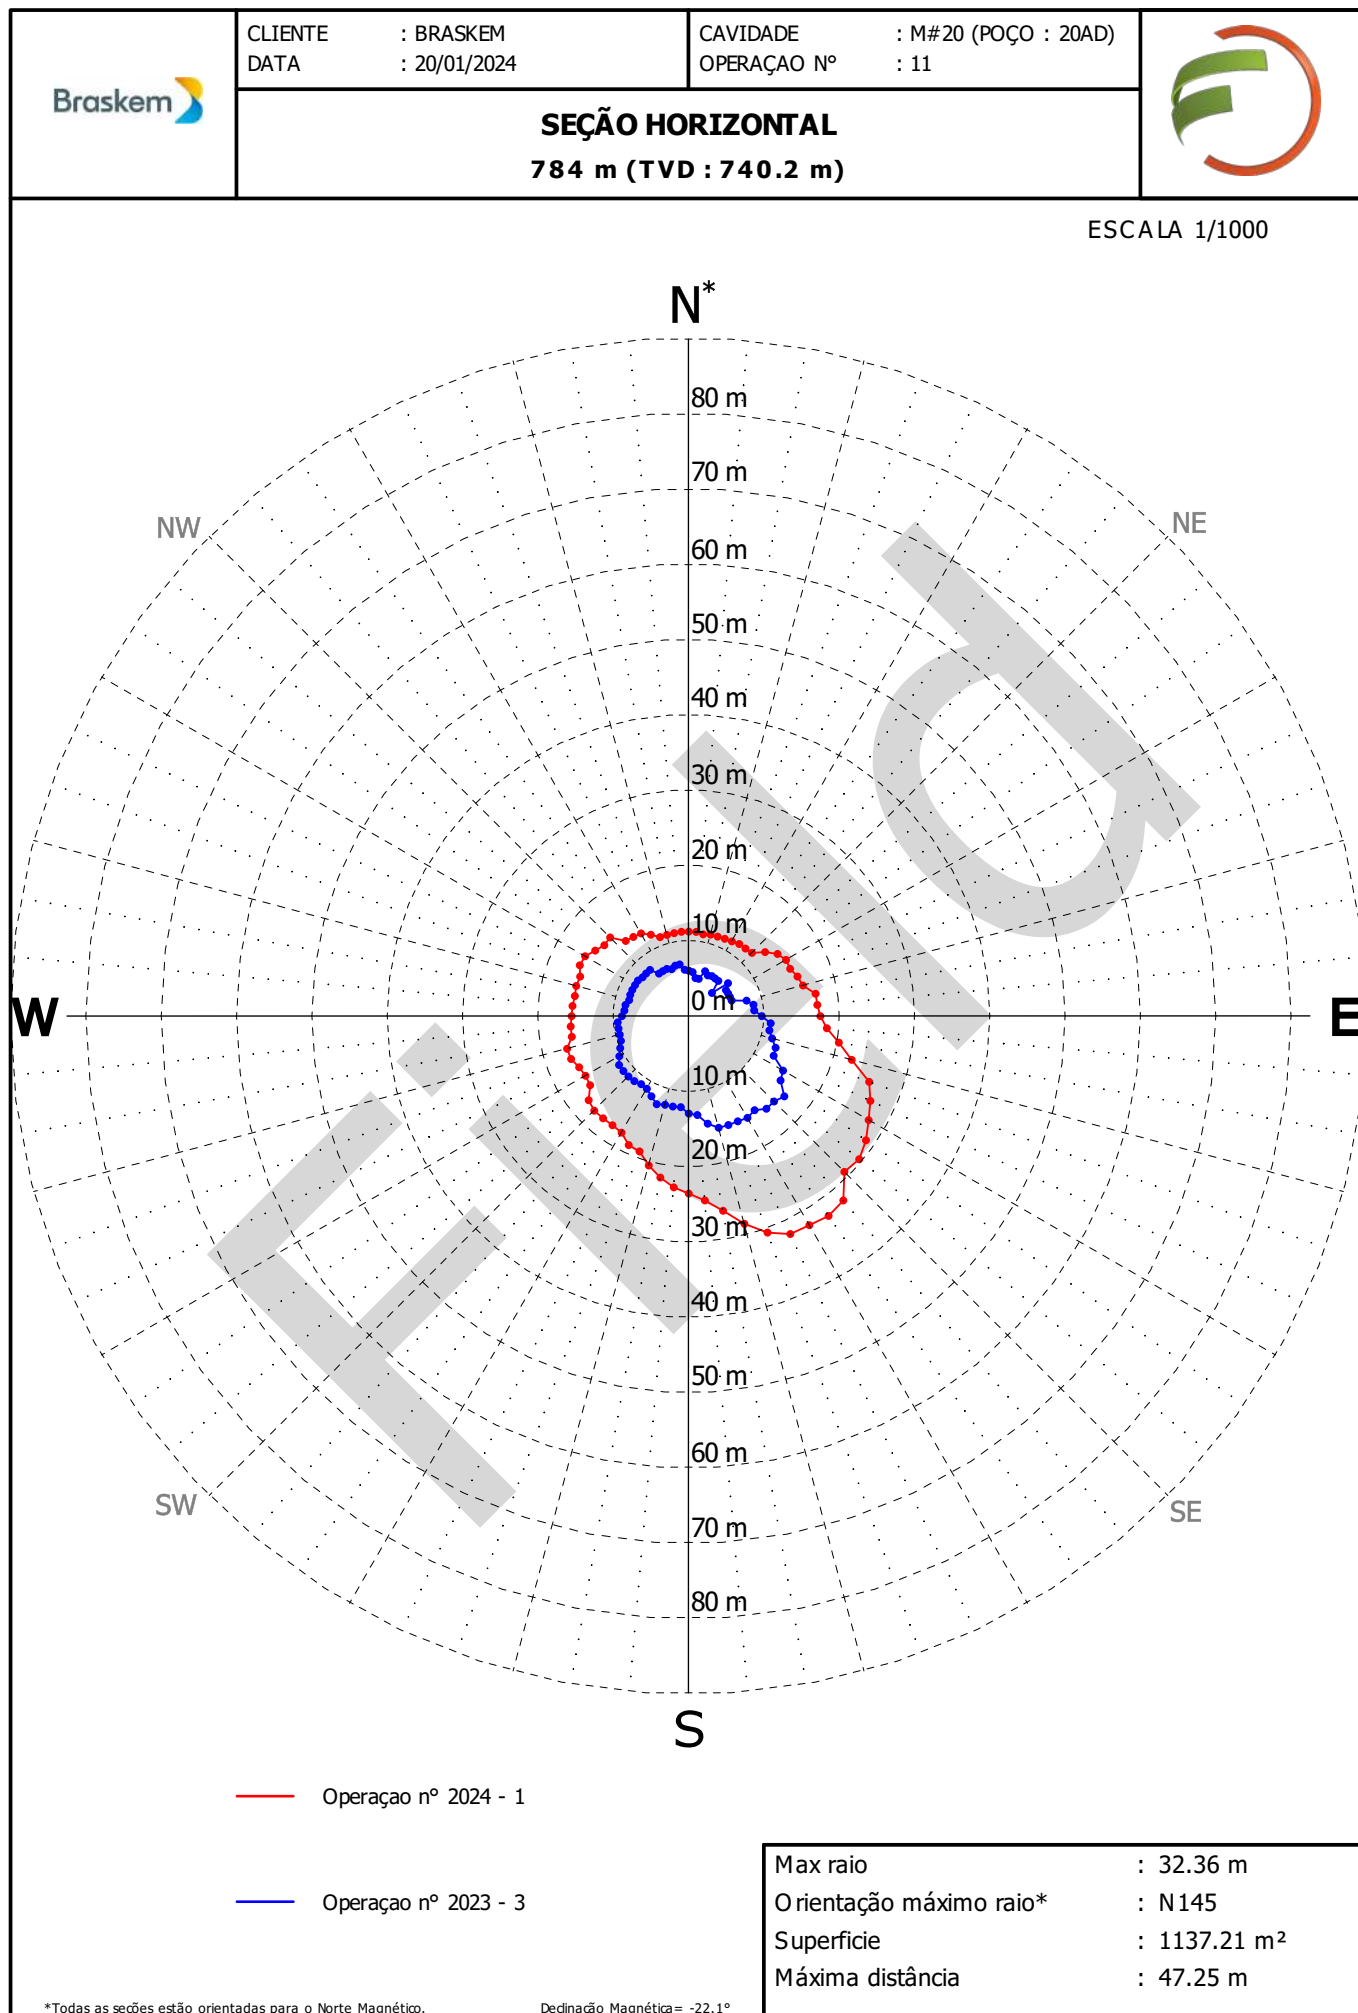 Braskem
CLIENTE : BRASKEM
DATA : 20/01/2024
CAVIDADE : M#20 (POÇO : 20AD)
OPERAÇAO N° : 11
SEÇÃO HORIZONTAL
784 m (TVD : 740.2 m)
ESCALA 1/1000
N*
80 m
70 m
NW
NE
60 m
50 m
40 m
30 m
20 m
10 m
0 m
W
E
10 m
20 m
30 m
40 m
50 m
60 m
SW
SE
70 m
80 m
S
Field
Operaçao n° 2024 - 1
Operaçao n° 2023 - 3
Max raio : 32.36 m
Orientação máximo raio* : N145
Superficie : 1137.21 m²
Máxima distância : 47.25 m
*Todas as seções estão orientadas para o Norte Magnético. Declinação Magnética= -22.1°